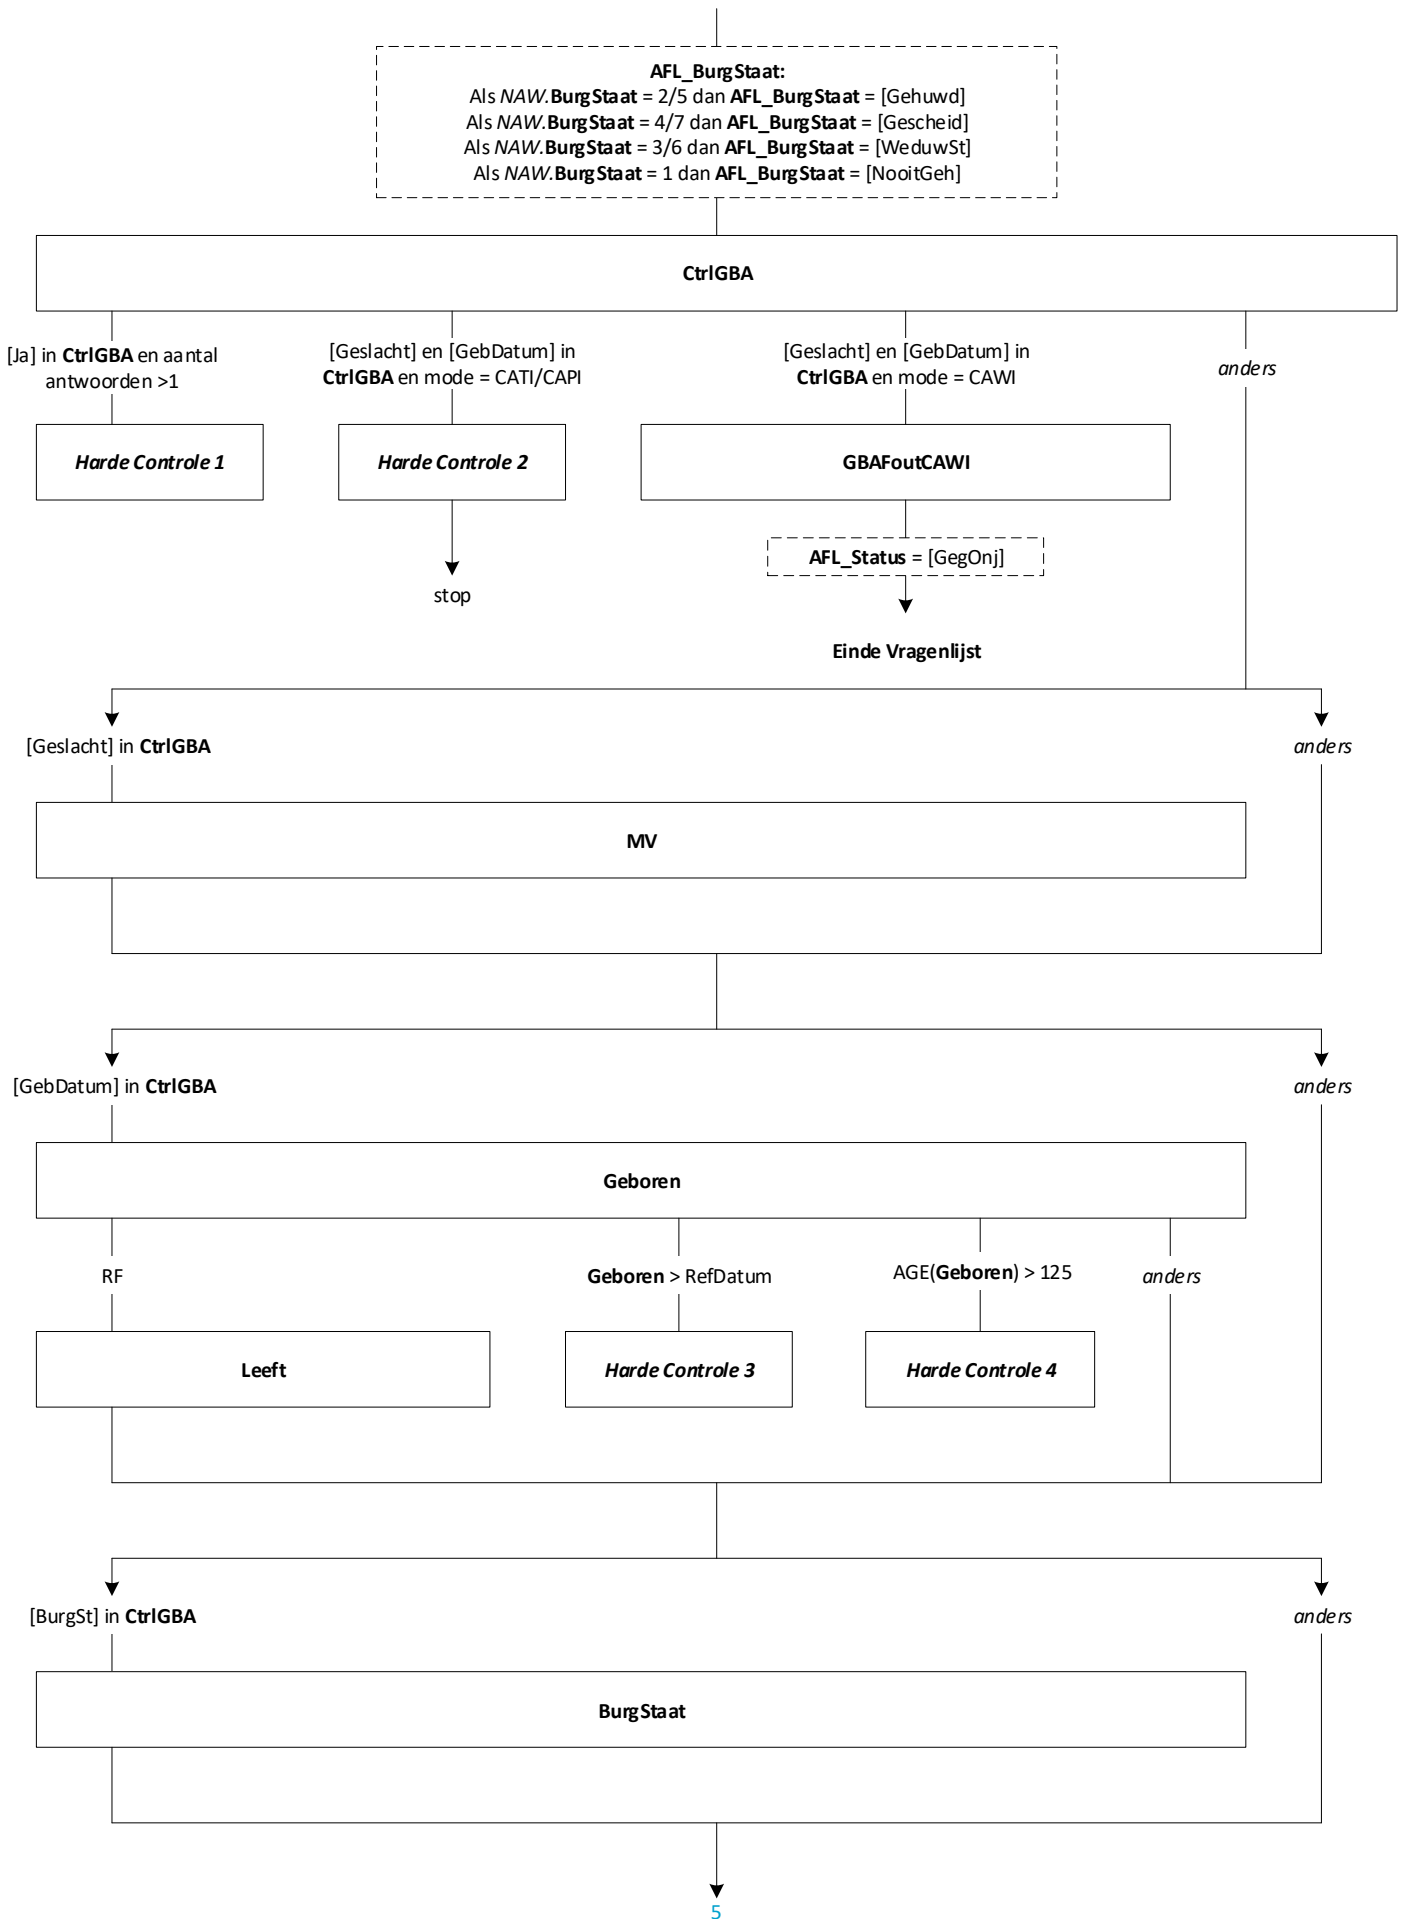 AFL_BurgStaat:
Als NAW.BurgStaat = 2/5 dan AFL_BurgStaat = [Gehuwd]
Als NAW.BurgStaat = 4/7 dan AFL_BurgStaat = [Gescheid]
Als NAW.BurgStaat = 3/6 dan AFL_BurgStaat = [WeduwSt]
Als NAW.BurgStaat = 1 dan AFL_BurgStaat = [NooitGeh]
CtrlGBA
[Ja] in CtrlGBA en aantal
antwoorden >1
[Geslacht] en [GebDatum] in
CtrlGBA en mode = CATI/CAPI
[Geslacht] en [GebDatum] in
CtrlGBA en mode = CAWI
anders
Harde Controle 1
Harde Controle 2
GBAFoutCAWI
AFL_Status = [GegOnj]
stop
Einde Vragenlijst
[Geslacht] in CtrlGBA
anders
MV
[GebDatum] in CtrlGBA
anders
Geboren
RF
Geboren > RefDatum
AGE(Geboren) > 125
anders
Leeft
Harde Controle 3
Harde Controle 4
[BurgSt] in CtrlGBA
anders
BurgStaat
5